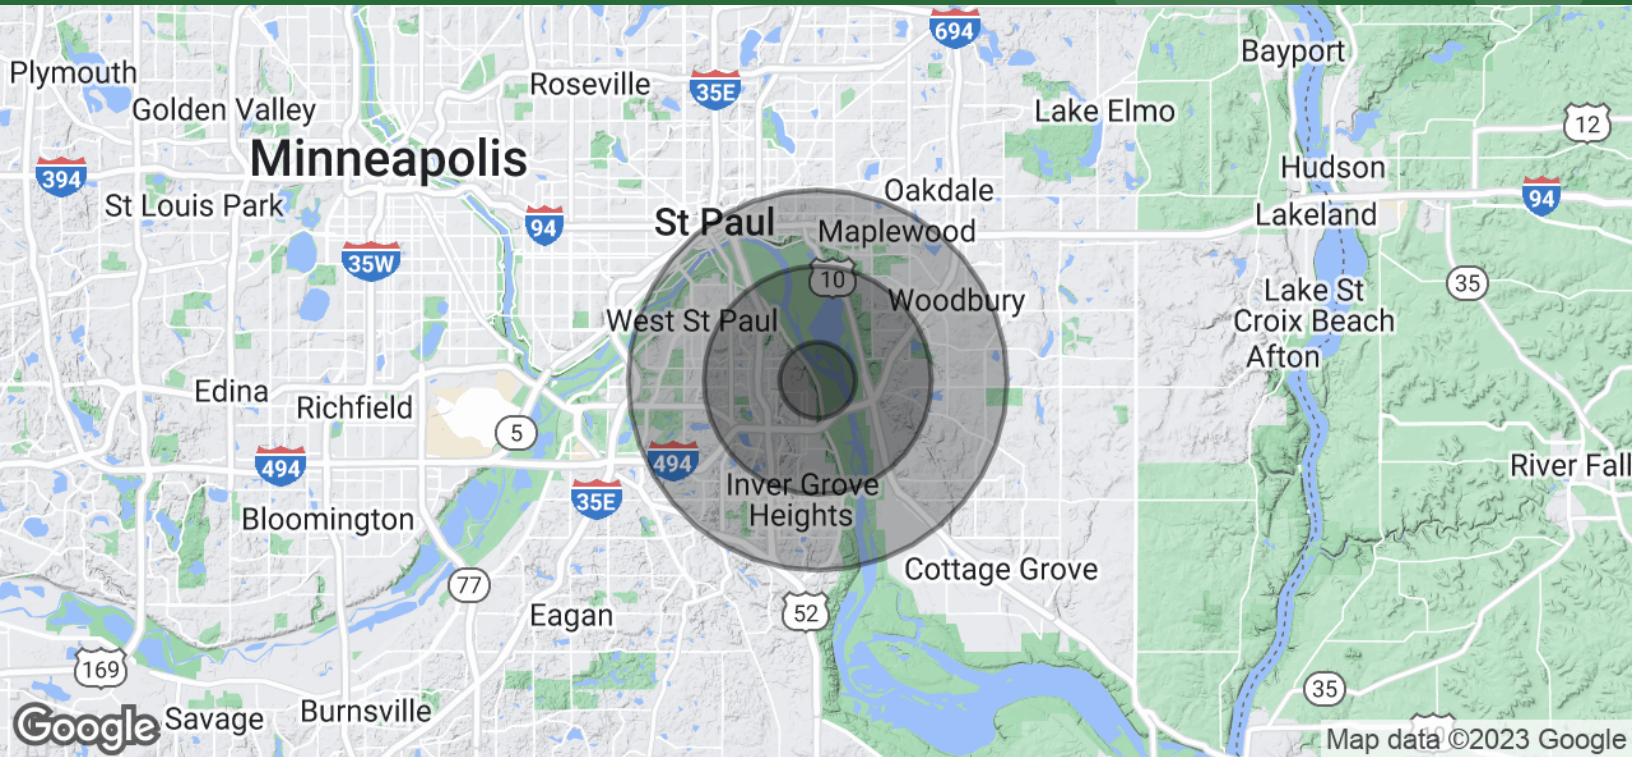 694
Bayport
Plymouth
Roseville
35E
Golden Valley
Lake Elmo
12
Minneapolis
394
Hudson
Oakdale
94
St Louis Park
St Paul
Lakeland
94
Maplewood
35W
10
35
Woodbury
Lake St
Croix Beach
West St Paul
Afton
Edina
Richfield
5
494
494
River Fall
Inver Grove
Heights
35E
Bloomington
Cottage Grove
77
Eagan
52
169
35
Burnsville
Savage
Google
Map data ©2023 Google